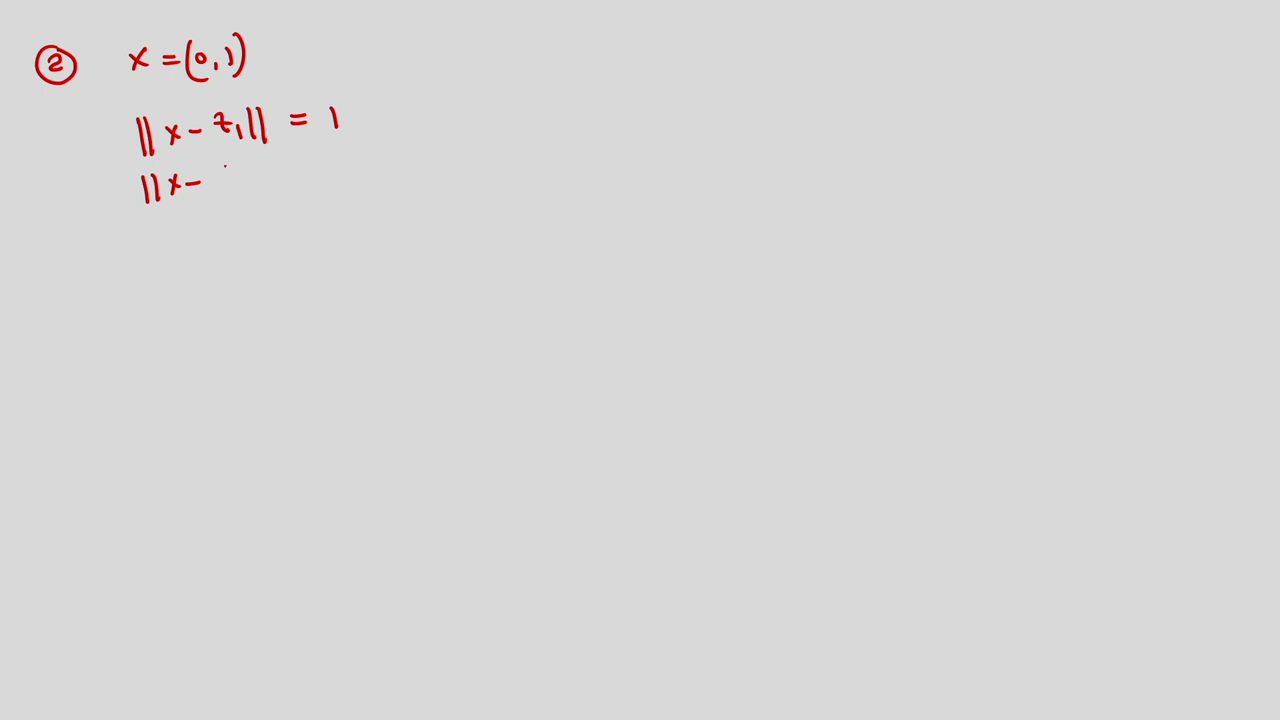 ② x = (0, 1)
|| x - z₁ || = 1
|| x -